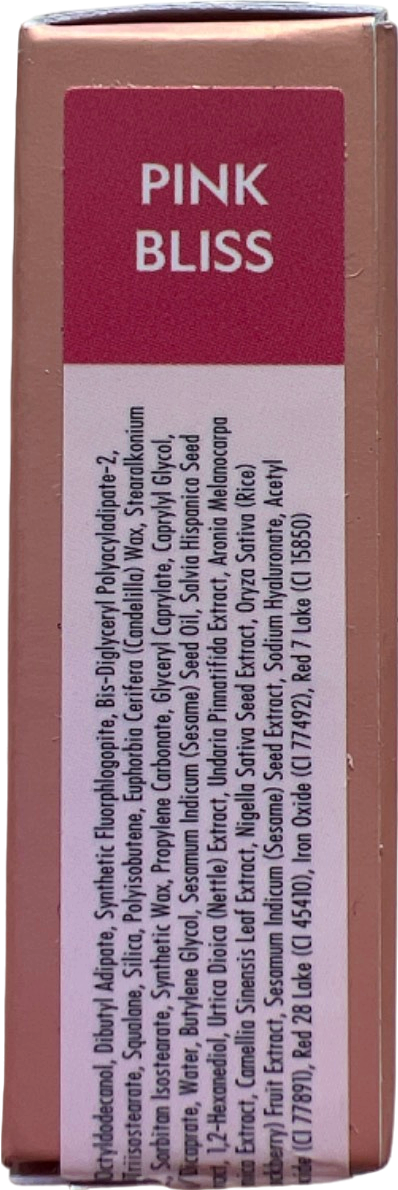 PINK
BLISS
Octyldodecanol, Dibutyl Adipate, Synthetic Fluorphlogopite, Bis-Diglyceryl Polyacyladipate-2,
Triisostearate, Squalane, Silica, Polyisobutene, Euphorbia Cerifera (Candelilla) Wax, Stearalkonium
Sorbitan Isostearate, Synthetic Wax, Propylene Carbonate, Glyceryl Caprylate, Caprylyl Glycol,
Water, Butylene Glycol, Sesamum Indicum (Sesame) Seed Oil, Salvia Hispanica Seed
1,2-Hexanediol, Urtica Dioica (Nettle) Extract, Undaria Pinnatifida Extract, Aronia Melanocarpa
Extract, Camellia Sinensis Leaf Extract, Nigella Sativa Seed Extract, Oryza Sativa (Rice)
Fruit Extract, Sesamum Indicum (Sesame) Seed Extract, Sodium Hyaluronate, Acetyl
(CI 77891), Red 28 Lake (CI 45410), Iron Oxide (CI 77492), Red 7 Lake (CI 15850)